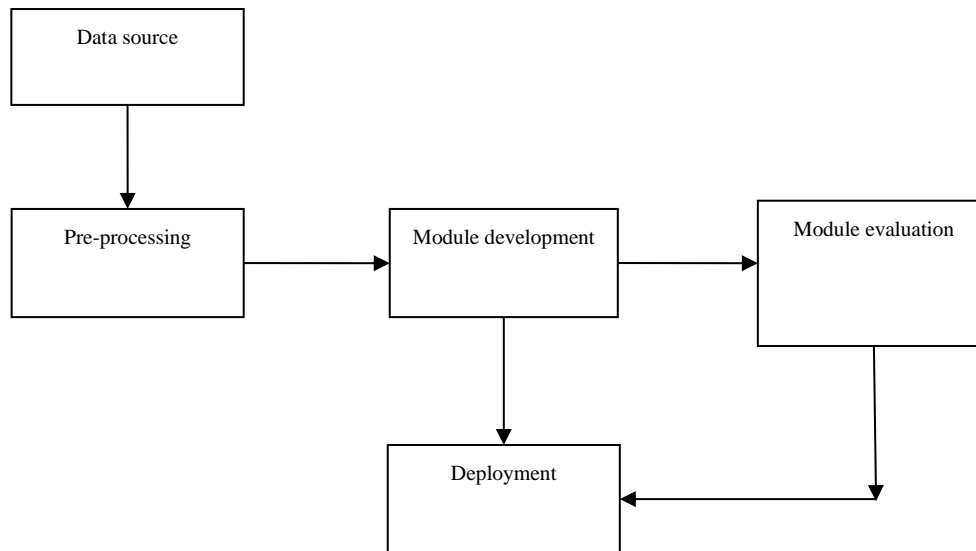 Data source
Pre-processing
Module development
Module evaluation
Deployment